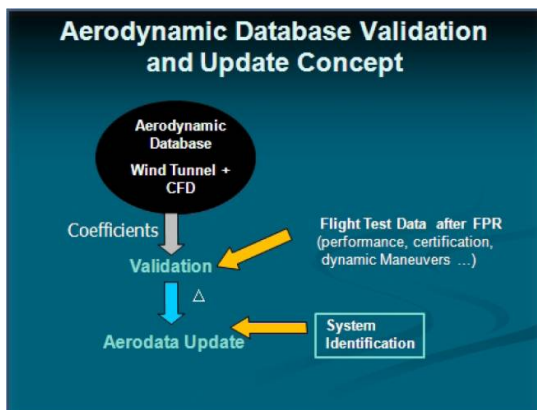 Aerodynamic Database Validation
and Update Concept
Aerodynamic
Database
Wind Tunnel +
CFD
Coefficients
Flight Test Data after FPR
(performance, certification,
dynamic Maneuvers ...)
Validation
△
Aerodata Update
System
Identification